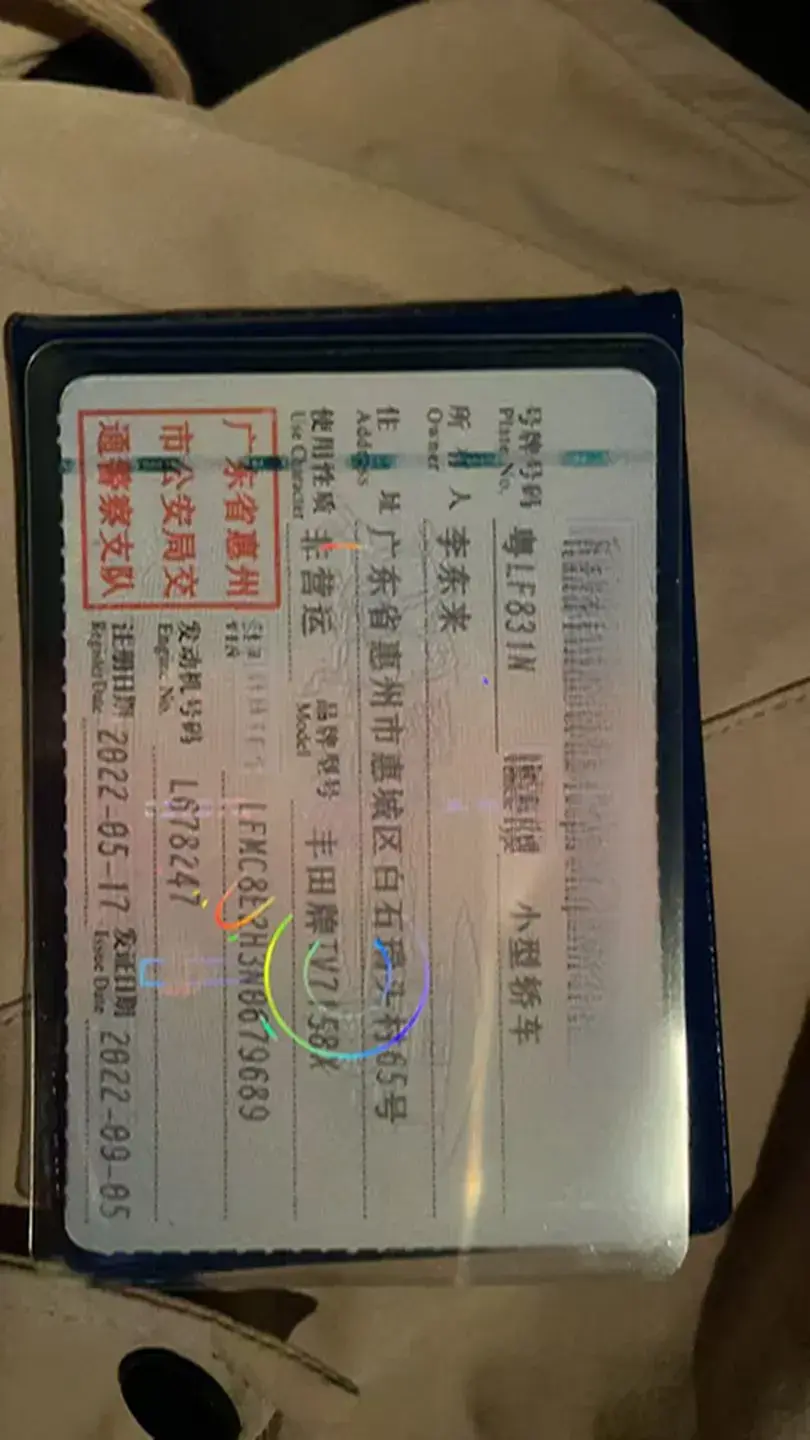 号牌号码 粤LF831N 小型轿车
Plate No.
所有人 李东来
Owner
住址 广东省惠州市惠城区白石 65号
Address
使用性质 非营运 品牌型号 丰田牌
Use Character Model
广东省惠州
市公安局交
通警察支队
VIN
发动机号码 L678247
Engine No.
注册日期 2022-05-17 发证日期 2022-09-05
Register Date Issue Date